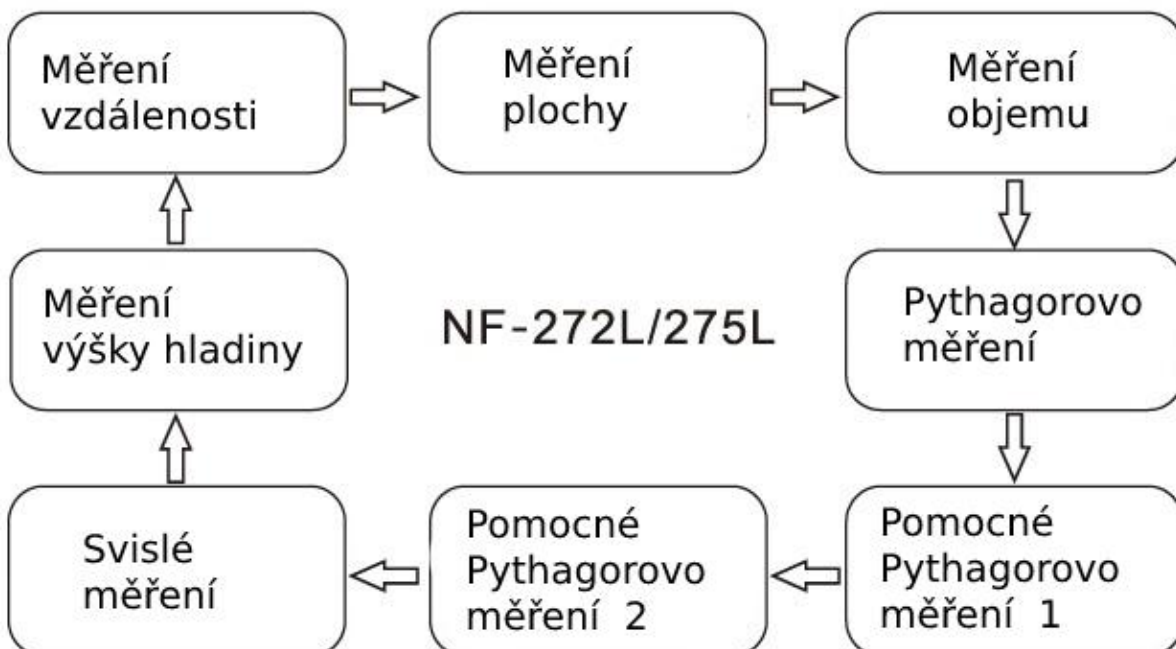 Měření
vzdálenosti
Měření
plochy
Měření
objemu
Měření
výšky hladiny
NF-272L/275L
Pythagorovo
měření
Svislé
měření
Pomocné
Pythagorovo
měření 2
Pomocné
Pythagorovo
měření 1